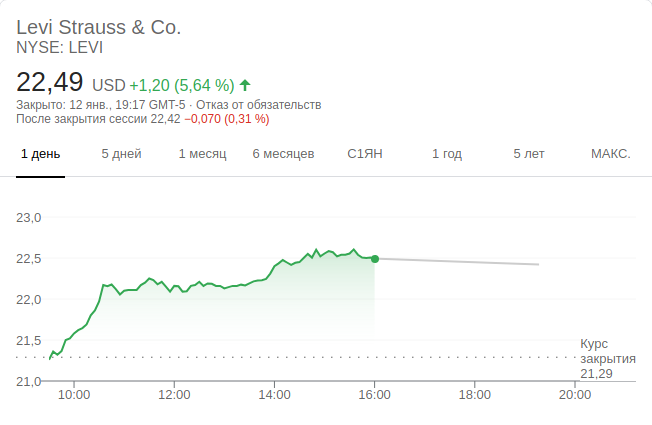 Levi Strauss & Co.
NYSE: LEVI
22,49 USD +1,20 (5,64 %)
Закрыто: 12 янв., 19:17 GMT-5 · Отказ от обязательств
После закрытия сессии 22,42 −0,070 (0,31 %)
1 день 5 дней 1 месяц 6 месяцев С1ЯН 1 год 5 лет МАКС.
23,0
22,5
22,0
21,5
21,0
Курс
закрытия
21,29
10:00 12:00 14:00 16:00 18:00 20:00